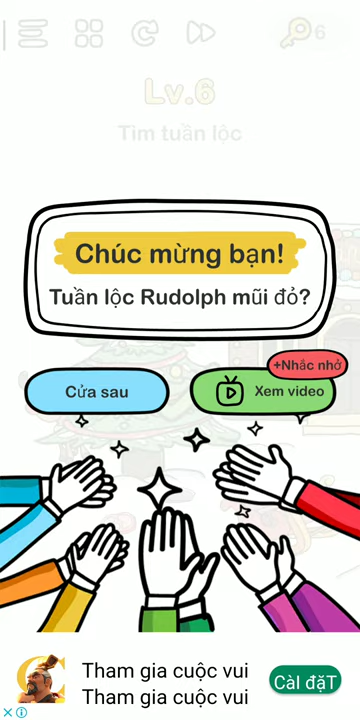 6
Lv.6
Tìm tuần lộc
Chúc mừng bạn!
Tuần lộc Rudolph mũi đỏ?
+Nhắc nhở
Cửa sau
Xem video
Tham gia cuộc vui
Tham gia cuộc vui
Cài đặT